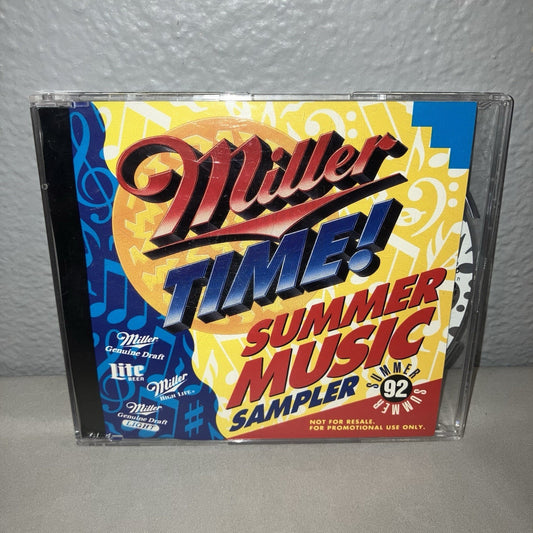 Miller
TIME!
SUMMER
MUSIC
SAMPLER
SUMMER
92
SUMMER
Miller
Genuine Draft
Lite
BEER
Miller
HIGH LIFE
Miller
Genuine Draft
LIGHT
NOT FOR RESALE.
FOR PROMOTIONAL USE ONLY.